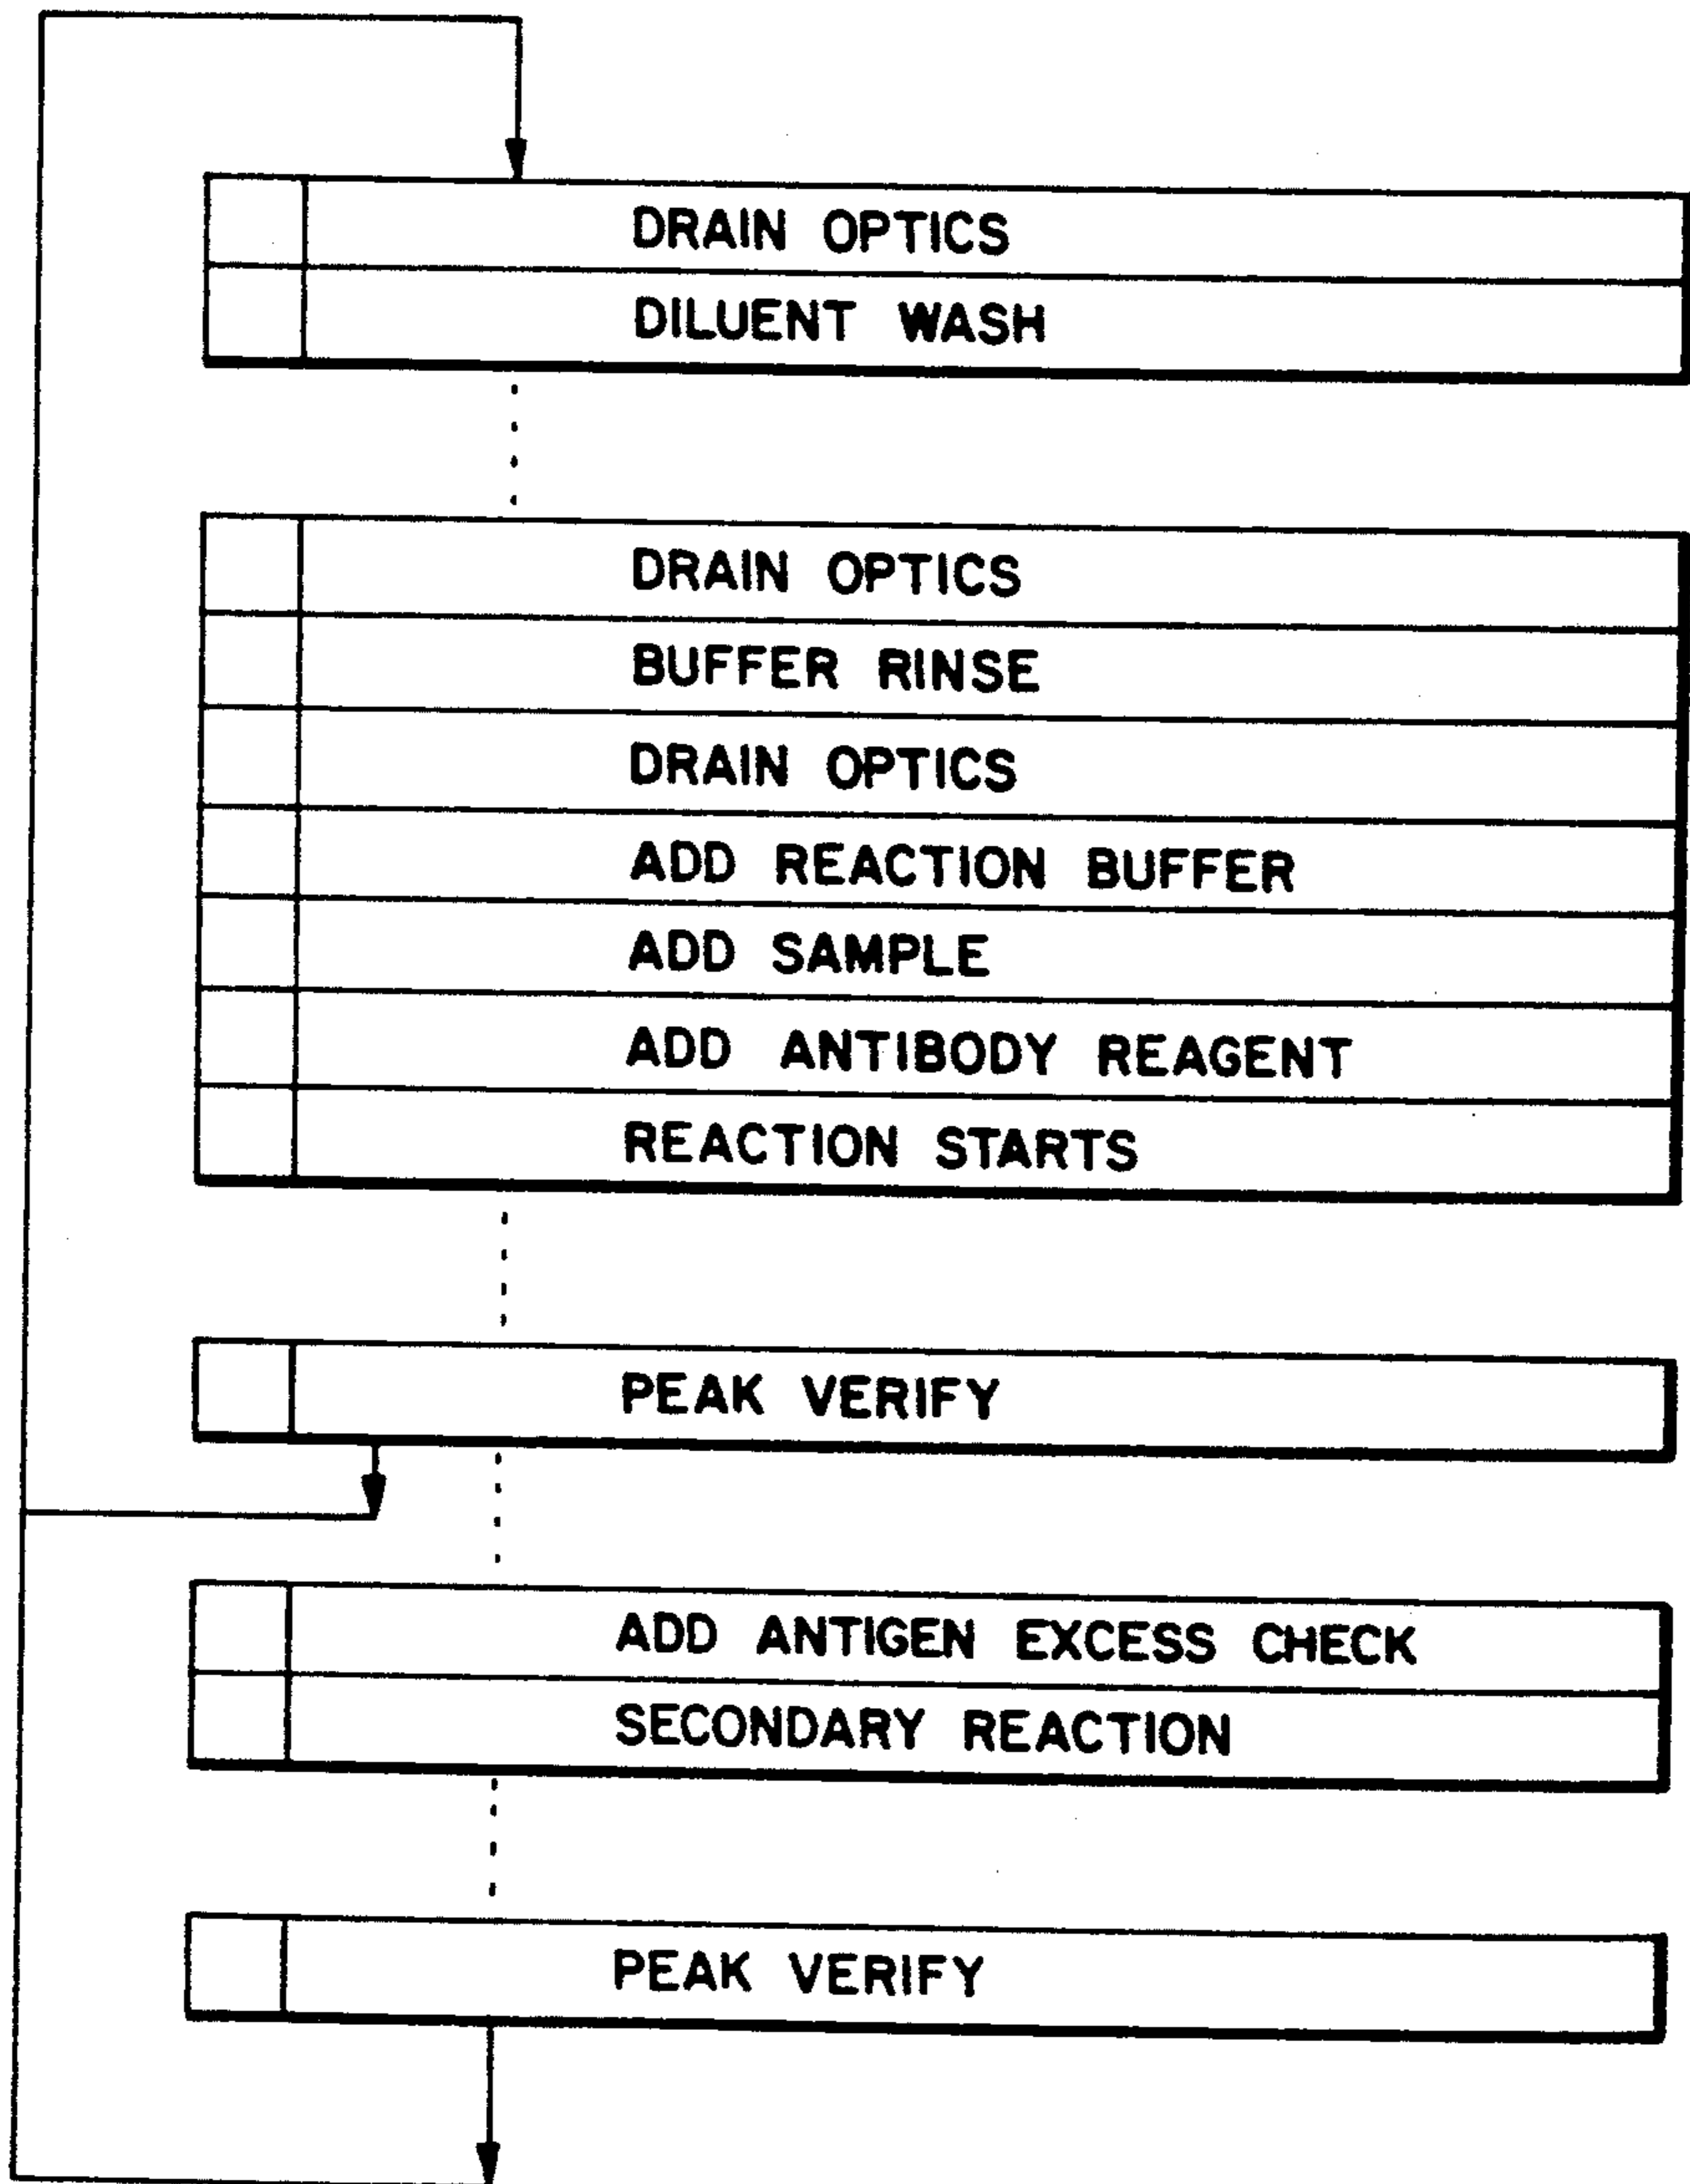 DRAIN OPTICS
DILUENT WASH
DRAIN OPTICS
BUFFER RINSE
DRAIN OPTICS
ADD REACTION BUFFER
ADD SAMPLE
ADD ANTIBODY REAGENT
REACTION STARTS
PEAK VERIFY
ADD ANTIGEN EXCESS CHECK
SECONDARY REACTION
PEAK VERIFY